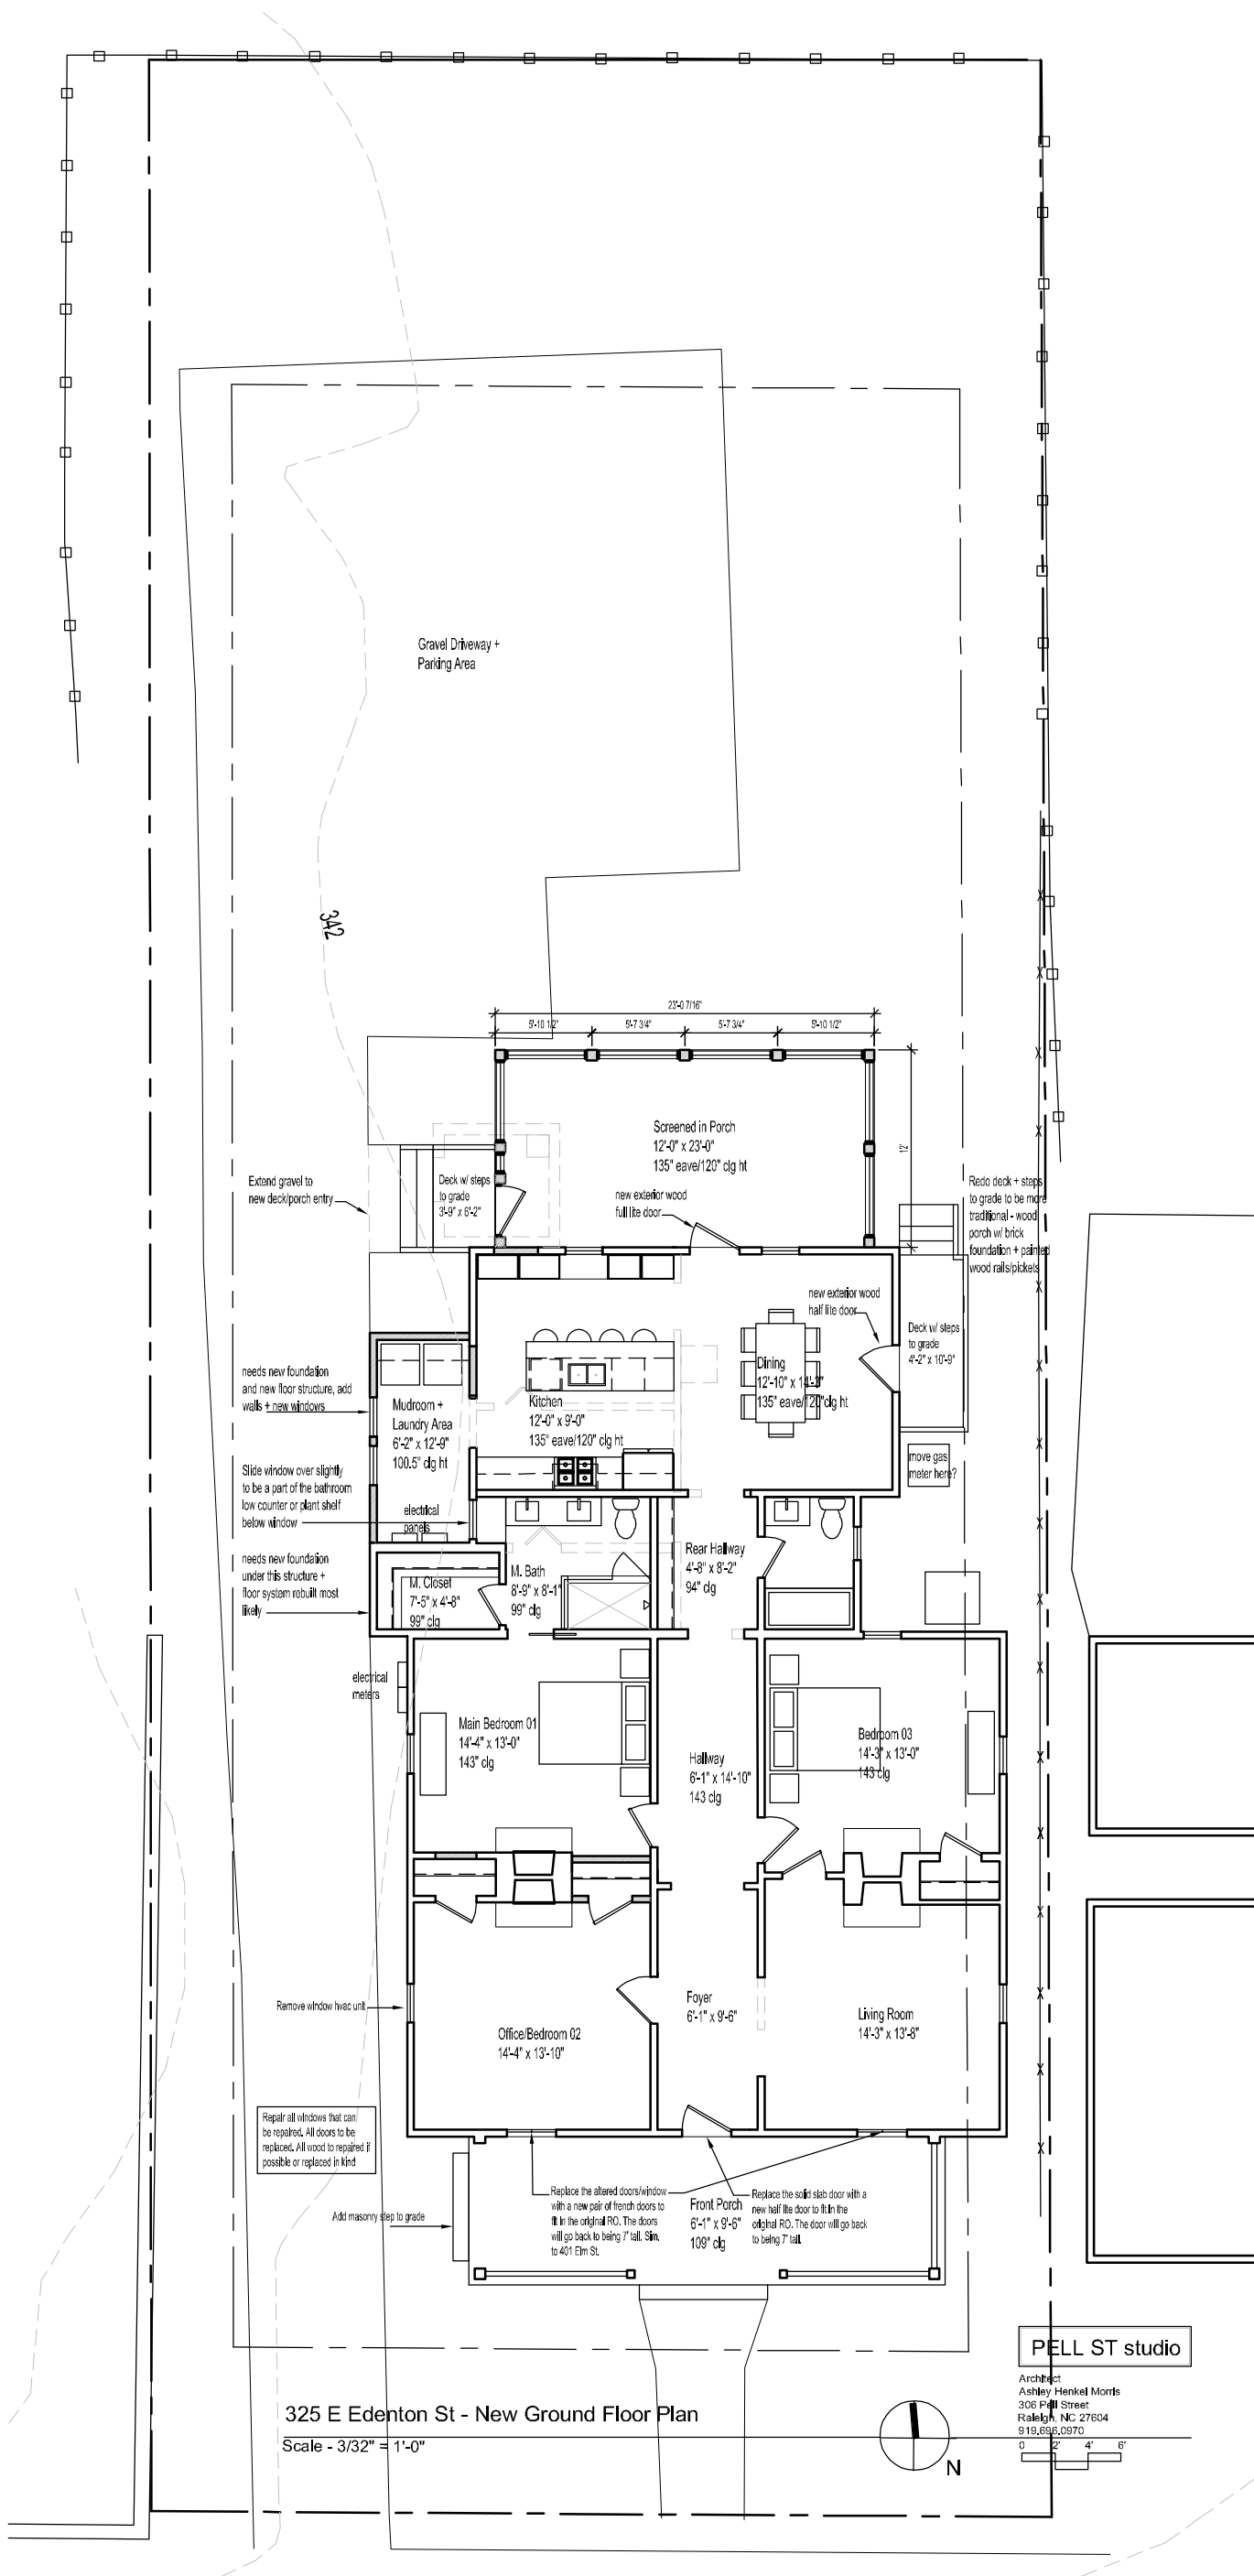 Gravel Driveway +
Parking Area
342
23'-0 7/16"
5'-10 1/2"
5'-7 3/4"
5'-7 3/4"
5'-10 1/2"
12'
Screened in Porch
12'-0" x 23'-0"
135" eave/120" clg ht
Extend gravel to
new deck/porch entry
Deck w/ steps
to grade
3'-9" x 6'-2"
new exterior wood
full lite door
Redo deck + steps
to grade to be more
traditional - wood
porch w/ brick
foundation + painted
wood rails/pickets
new exterior wood
half lite door
Deck w/ steps
to grade
4'-2" x 10'-9"
needs new foundation
and new floor structure, add
walls + new windows
Mudroom +
Laundry Area
6'-2" x 12'-9"
100.5" clg ht
Kitchen
12'-0" x 9'-0"
135" eave/120" clg ht
Dining
12'-10" x 14'-3"
135" eave/120"clg ht
move gas
meter here?
Slide window over slightly
to be a part of the bathroom
low counter or plant shelf
below window
electrical
panels
needs new foundation
under this structure +
floor system rebuilt most
likely
M. Closet
7'-5" x 4'-8"
99" clg
M. Bath
8'-9" x 8'-1"
99" clg
Rear Hallway
4'-8" x 8'-2"
94" clg
electrical
meters
Main Bedroom 01
14'-4" x 13'-0"
143" clg
Hallway
6'-1" x 14'-10"
143 clg
Bedroom 03
14'-3" x 13'-0"
143 clg
Remove window hvac unit
Office/Bedroom 02
14'-4" x 13'-10"
Foyer
6'-1" x 9'-6"
Living Room
14'-3" x 13'-8"
Repair all windows that can
be repaired. All doors to be
replaced. All wood to repaired if
possible or replaced in kind
Add masonry step to grade
Replace the altered doors/window
with a new pair of french doors to
fit in the original RO. The doors
will go back to being 7' tall. Sim.
to 401 Elm St.
Front Porch
6'-1" x 9'-6"
109" clg
Replace the solid slab door with a
new half lite door to fit in the
original RO. The door will go back
to being 7' tall.
325 E Edenton St - New Ground Floor Plan
Scale - 3/32" = 1'-0"
N
PELL ST studio
Architect
Ashley Henkel Morris
306 Pell Street
Raleigh, NC 27604
919.696.0970
0 2' 4' 6'